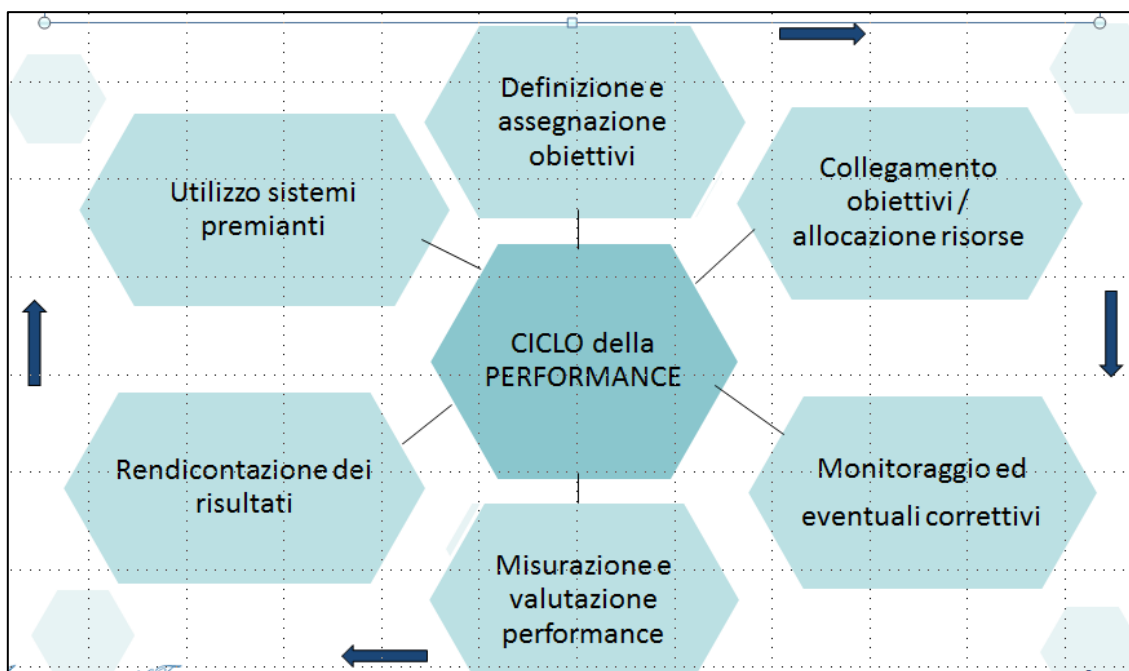 Definizione e
assegnazione
obiettivi
Collegamento
obiettivi /
allocazione risorse
Monitoraggio ed
eventuali correttivi
Misurazione e
valutazione
performance
Rendicontazione dei
risultati
Utilizzo sistemi
premianti
CICLO della
PERFORMANCE